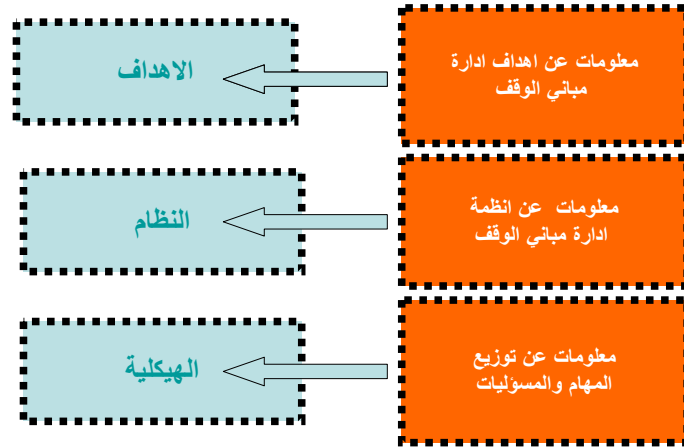 معلومات عن اهداف ادارة
مباني الوقف
الاهداف
معلومات عن انظمة
ادارة مباني الوقف
النظام
معلومات عن توزيع
المهام والمسؤليات
الهيكلية